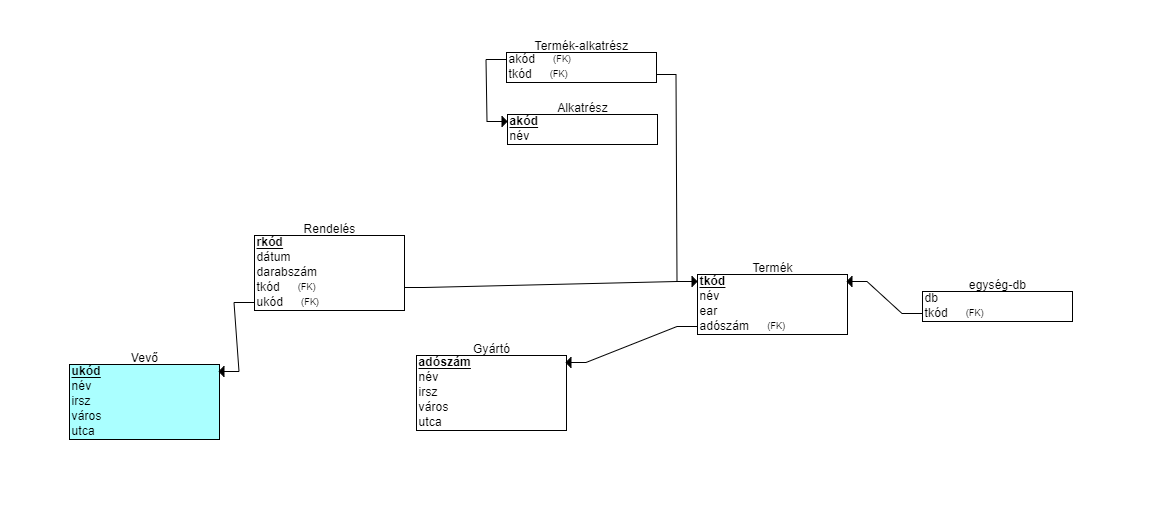 Termék-alkatrész
akód (FK)
tkód (FK)
Alkatrész
akód
név
Rendelés
rkód
dátum
darabszám
tkód (FK)
ukód (FK)
Termék
tkód
név
ear
adószám (FK)
egység-db
db
tkód (FK)
Gyártó
adószám
név
irsz
város
utca
Vevő
ukód
név
irsz
város
utca